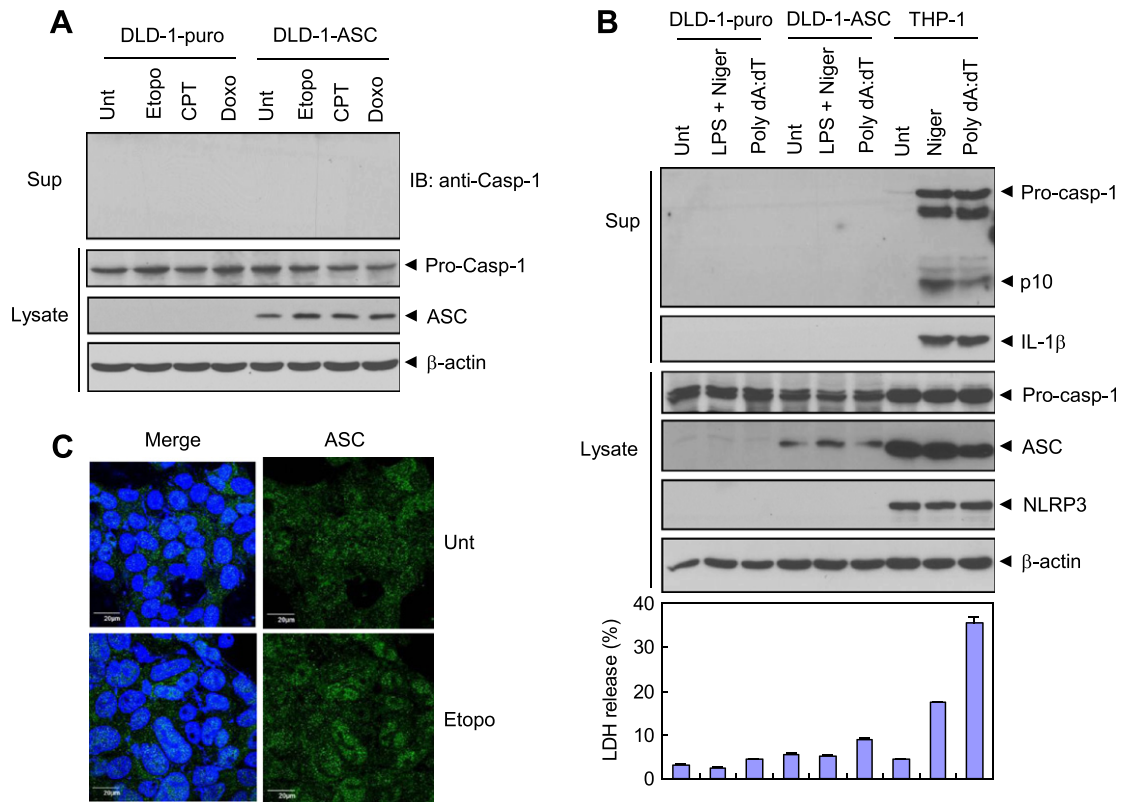 A
DLD-1-puro DLD-1-ASC
Unt Etopo CPT Doxo Unt Etopo CPT Doxo
Sup IB: anti-Casp-1
Pro-Casp-1
Lysate ASC
β-actin
B
DLD-1-puro DLD-1-ASC THP-1
Unt LPS + Niger Poly dA:dT Unt LPS + Niger Poly dA:dT Unt Niger Poly dA:dT
Pro-casp-1
Sup
p10
IL-1β
Pro-casp-1
Lysate ASC
NLRP3
β-actin
LDH release (%)
40
30
20
10
0
C
Merge ASC
Unt
20μm 20μm
Etopo
20μm 20μm